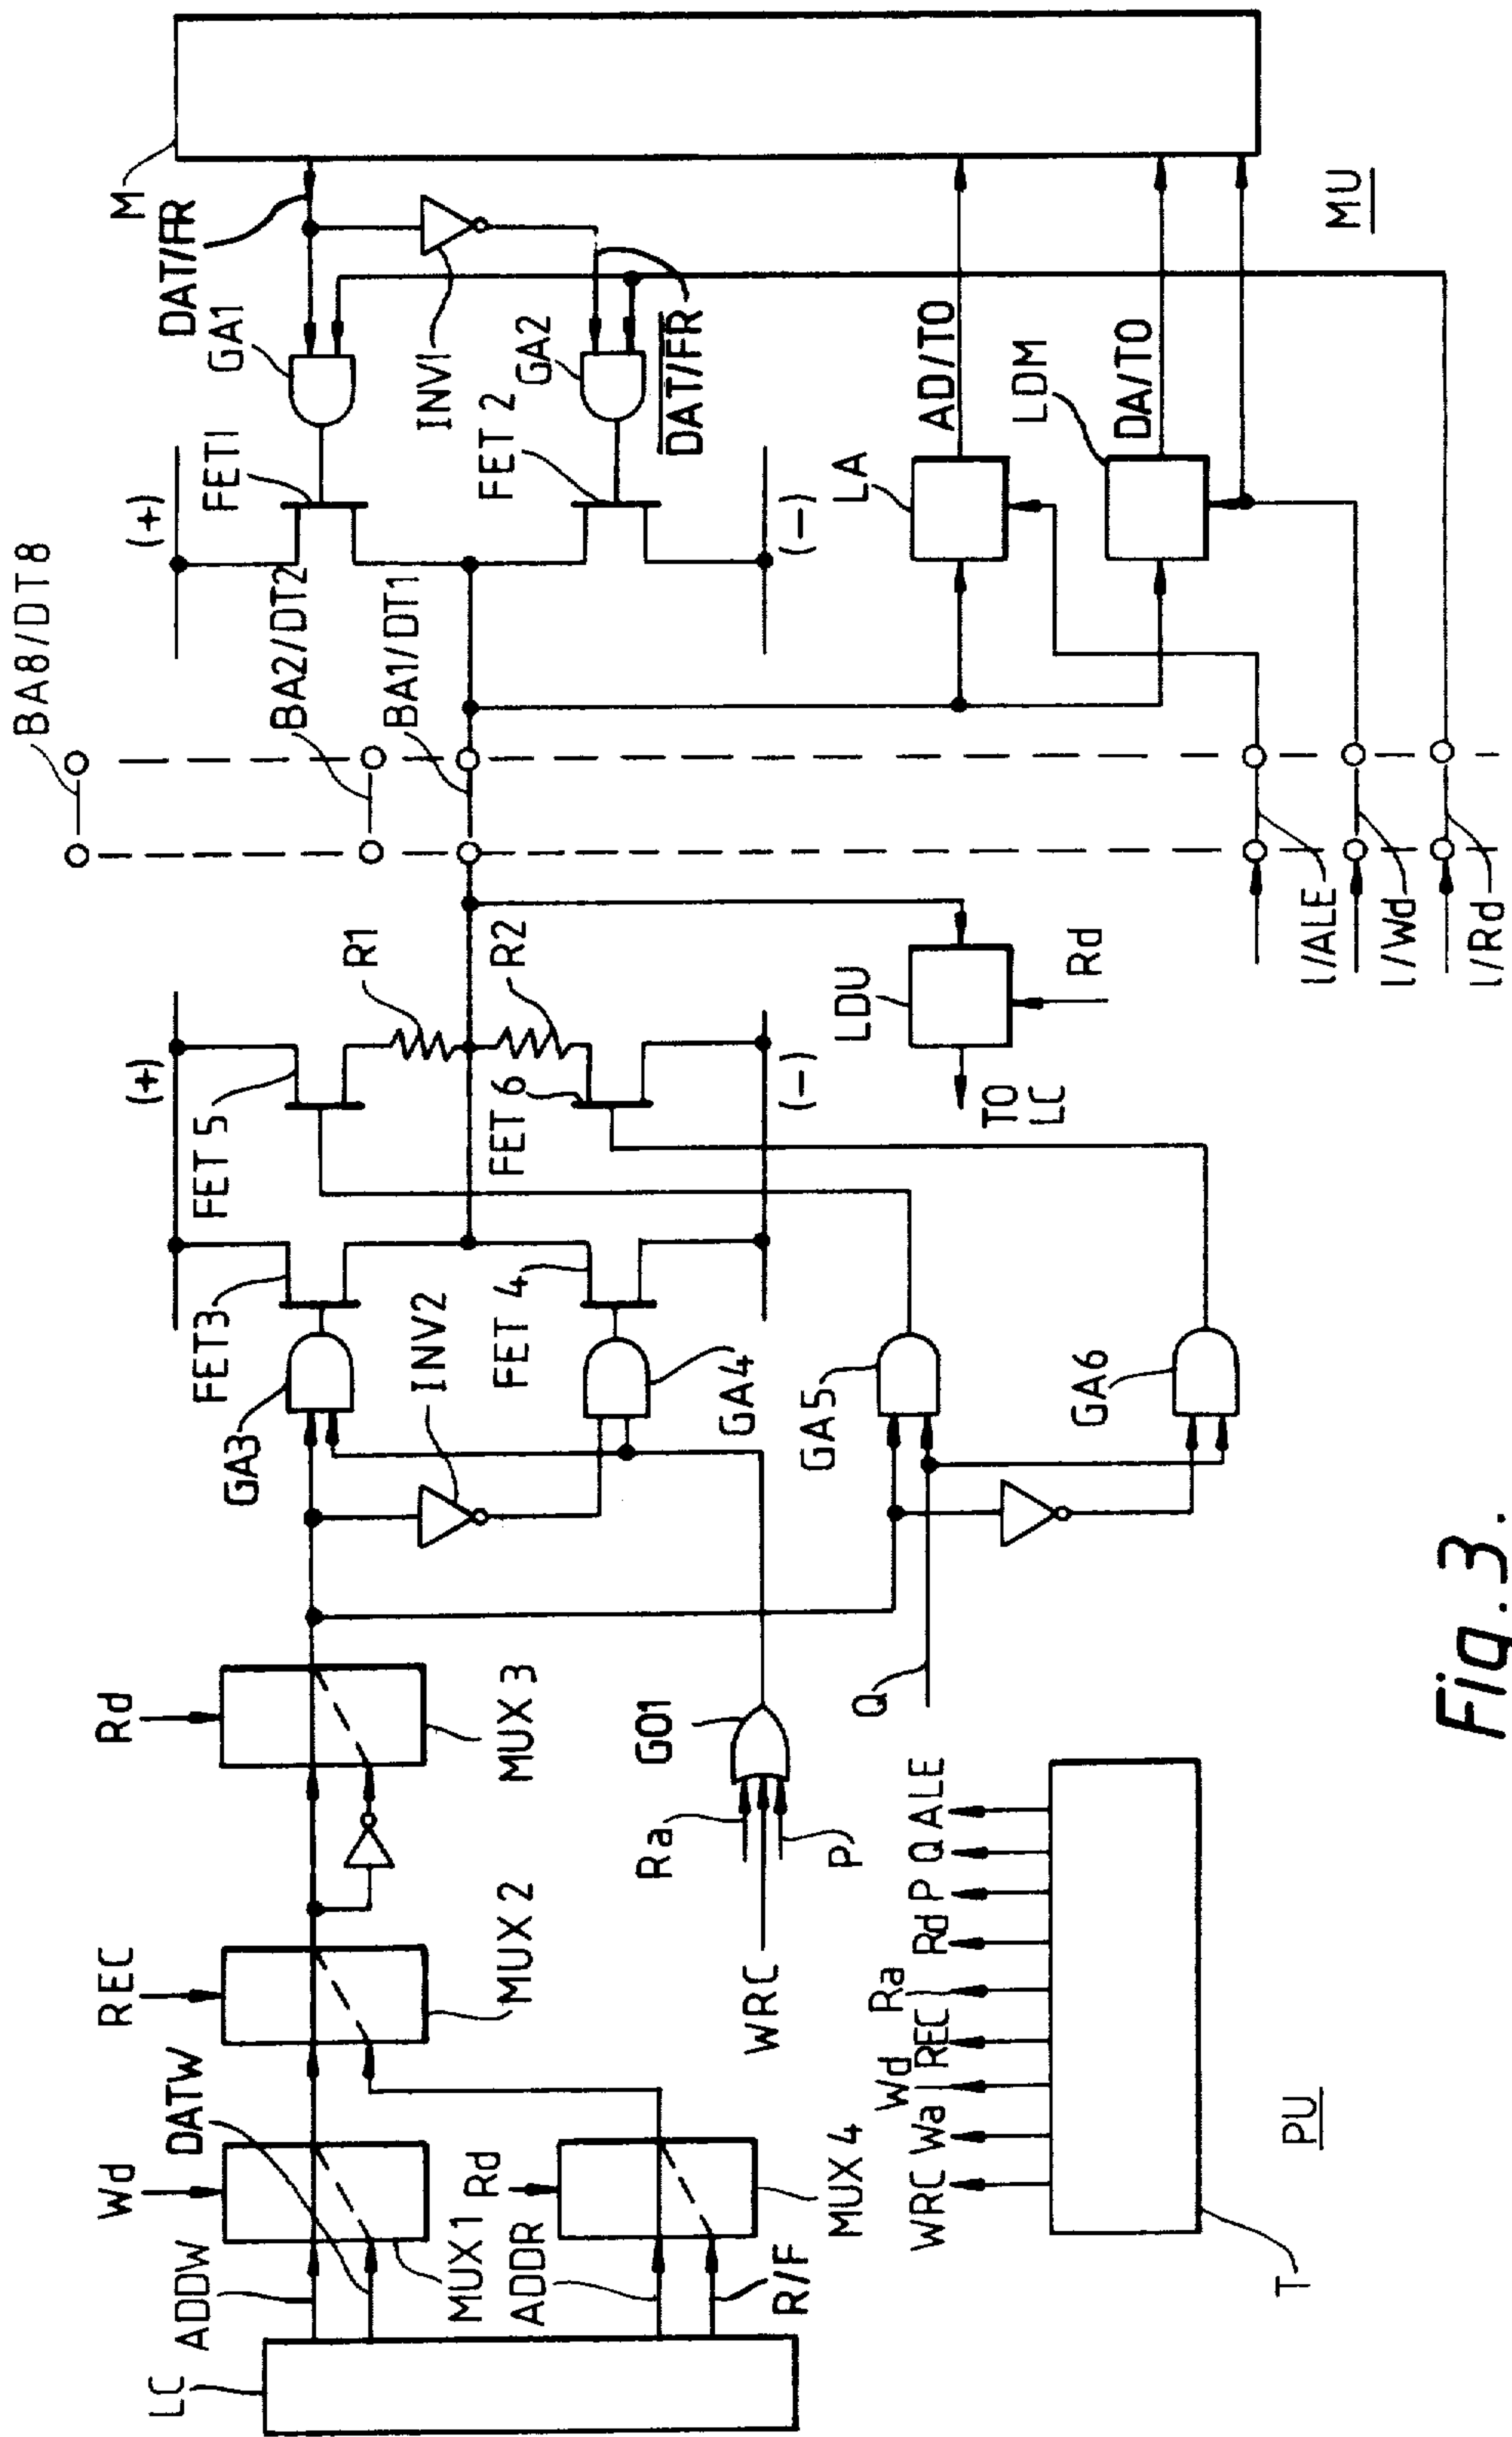 BA8/DT8
M
DAT/FR
GA1
(+)
FET1
BA2/DT2
INV1
GA2
FET 2
DAT/FR
BA1/DT1
(-)
MU
AD/TO
LA
LDM
DA/TO
1/ALE
1/Wd
1/Rd
(+)
R1
R2
FET 5
FET 6
(-)
LDU
Rd
TO
LC
FET3
GA3
INV2
FET 4
GA4
GA5
GA6
Q
Rd
MUX 3
G01
Ra
P
WRC
REC
MUX 2
Wd
DATW
ADDW
MUX 1
Rd
ADDR
MUX 4
R/F
LC
WRC
Wa
Wd
REC
Ra
Rd
P
Q
ALE
T
PU
Fig.3.